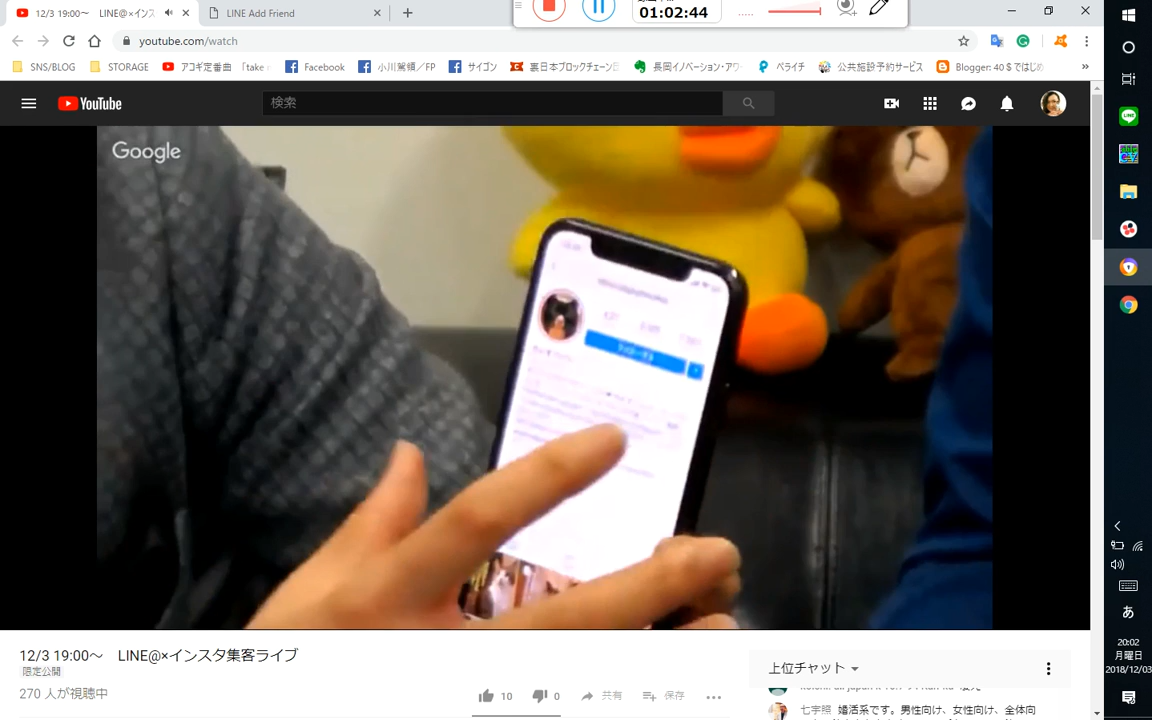 12/3 19:00～ LINE@×インス
LINE Add Friend
01:02:44
youtube.com/watch
SNS/BLOG
STORAGE
アコギ定番曲 「take
Facebook
小川駕領／FP
サイゴン
裏日本ブロックチェーン
長岡イノベーション・アワ
ペライチ
公共施設予約サービス
Blogger: 40＄ではじめ
»
YouTube
検索
Google
12/3 19:00～ LINE@×インスタ集客ライブ
限定公開
270 人が視聴中
10
0
共有
保存
上位チャット
七宇照 婚活系です。男性向け、女性向け、全体向
あ
20:02
月曜日
2018/12/03